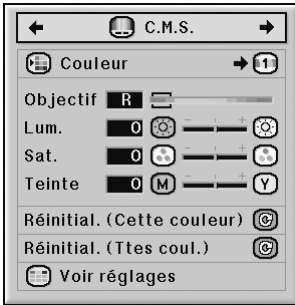 C.M.S.
Couleur 1
Objectif R
Lum. 0 - +
Sat. 0 - +
Teinte 0 M - + Y
Réinitial. (Cette couleur)
Réinitial. (Ttes coul.)
Voir réglages